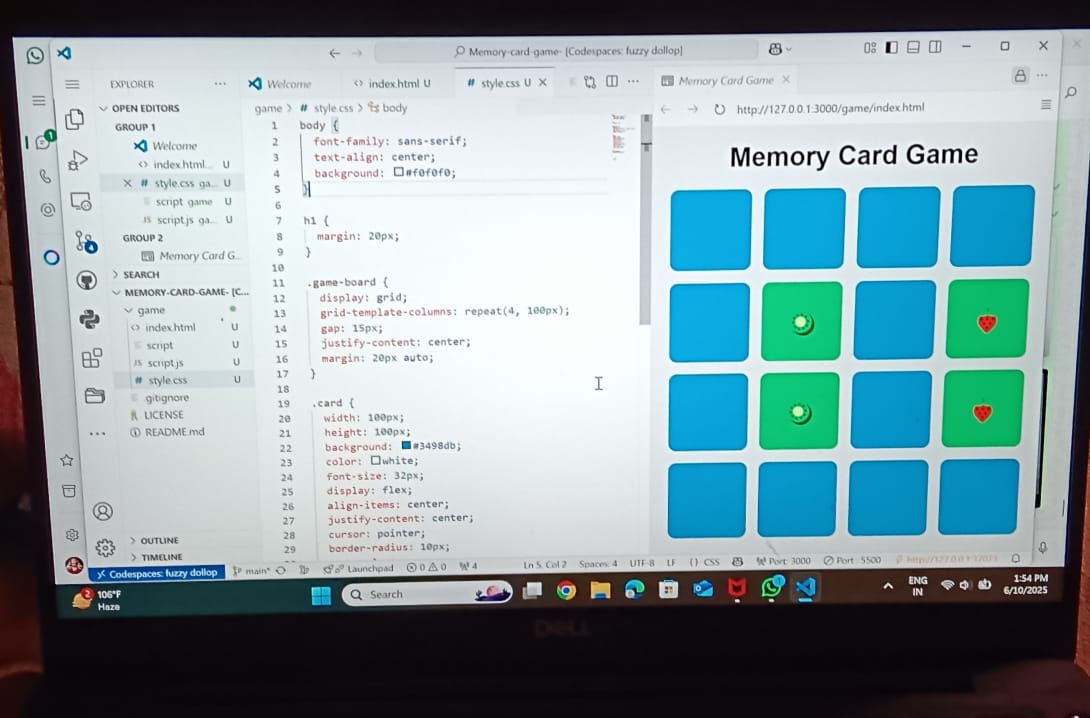 Memory-card-game- [Codespaces: fuzzy dollop]
EXPLORER
OPEN EDITORS
GROUP 1
Welcome
index.html... U
style.css ga... U
script game U
JS script.js ga... U
GROUP 2
Memory Card G...
SEARCH
MEMORY-CARD-GAME- [C...
game
index.html U
script U
JS script.js U
# style.css U
.gitignore
LICENSE
README.md
OUTLINE
TIMELINE
Welcome
<> index.html U
# style.css U
game > # style.css > body
1 body {
2 font-family: sans-serif;
3 text-align: center;
4 background: #f0f0f0;
5 }
6
7 h1 {
8 margin: 20px;
9 }
10
11 .game-board {
12 display: grid;
13 grid-template-columns: repeat(4, 100px);
14 gap: 15px;
15 justify-content: center;
16 margin: 20px auto;
17 }
18
19 .card {
20 width: 100px;
21 height: 100px;
22 background: #3498db;
23 color: white;
24 font-size: 32px;
25 display: flex;
26 align-items: center;
27 justify-content: center;
28 cursor: pointer;
29 border-radius: 10px;
Memory Card Game
http://127.0.0.1:3000/game/index.html
Memory Card Game
Codespaces: fuzzy dollop
main*
Launchpad
0 0
4
Ln 5, Col 2
Spaces: 4
UTF-8
LF
{ } CSS
Port: 3000
Port : 5500
106°F
Haze
2
Search
1
ENG
IN
1:54 PM
6/10/2025
DELL